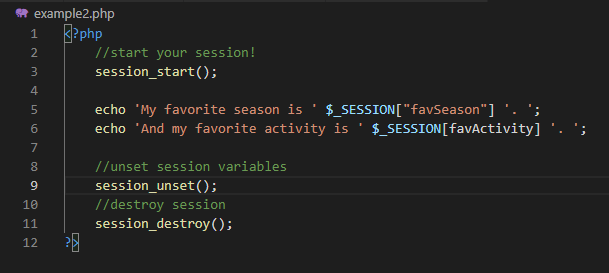 example2.php
1 <?php
2 //start your session!
3 session_start();
4
5 echo 'My favorite season is ' $_SESSION["favSeason"] '. ';
6 echo 'And my favorite activity is ' $_SESSION[favActivity] '. ';
7
8 //unset session variables
9 session_unset();
10 //destroy session
11 session_destroy();
12 ?>